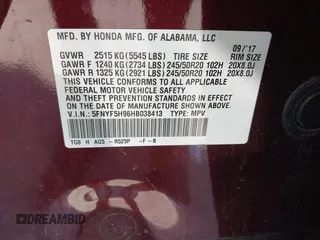 MFD. BY HONDA MFG. OF ALABAMA, LLC 09/'17
GVWR 2515 KG (5545 LBS) TIRE SIZE RIM SIZE
GAWR F 1240 KG (2734 LBS) 245/50R20 102H 20X8.0J
GAWR R 1325 KG (2921 LBS) 245/50R20 102H 20X8.0J
THIS VEHICLE CONFORMS TO ALL APPLICABLE
FEDERAL MOTOR VEHICLE SAFETY AND THEFT
PREVENTION STANDARDS IN EFFECT ON THE DATE
OF MANUFACTURE SHOWN ABOVE.
V.I.N.: 5FNYF5H96HB038413 TYPE: MPV
TG8 H AG5 - R529P -F-B
© AUTOBIDMASTER